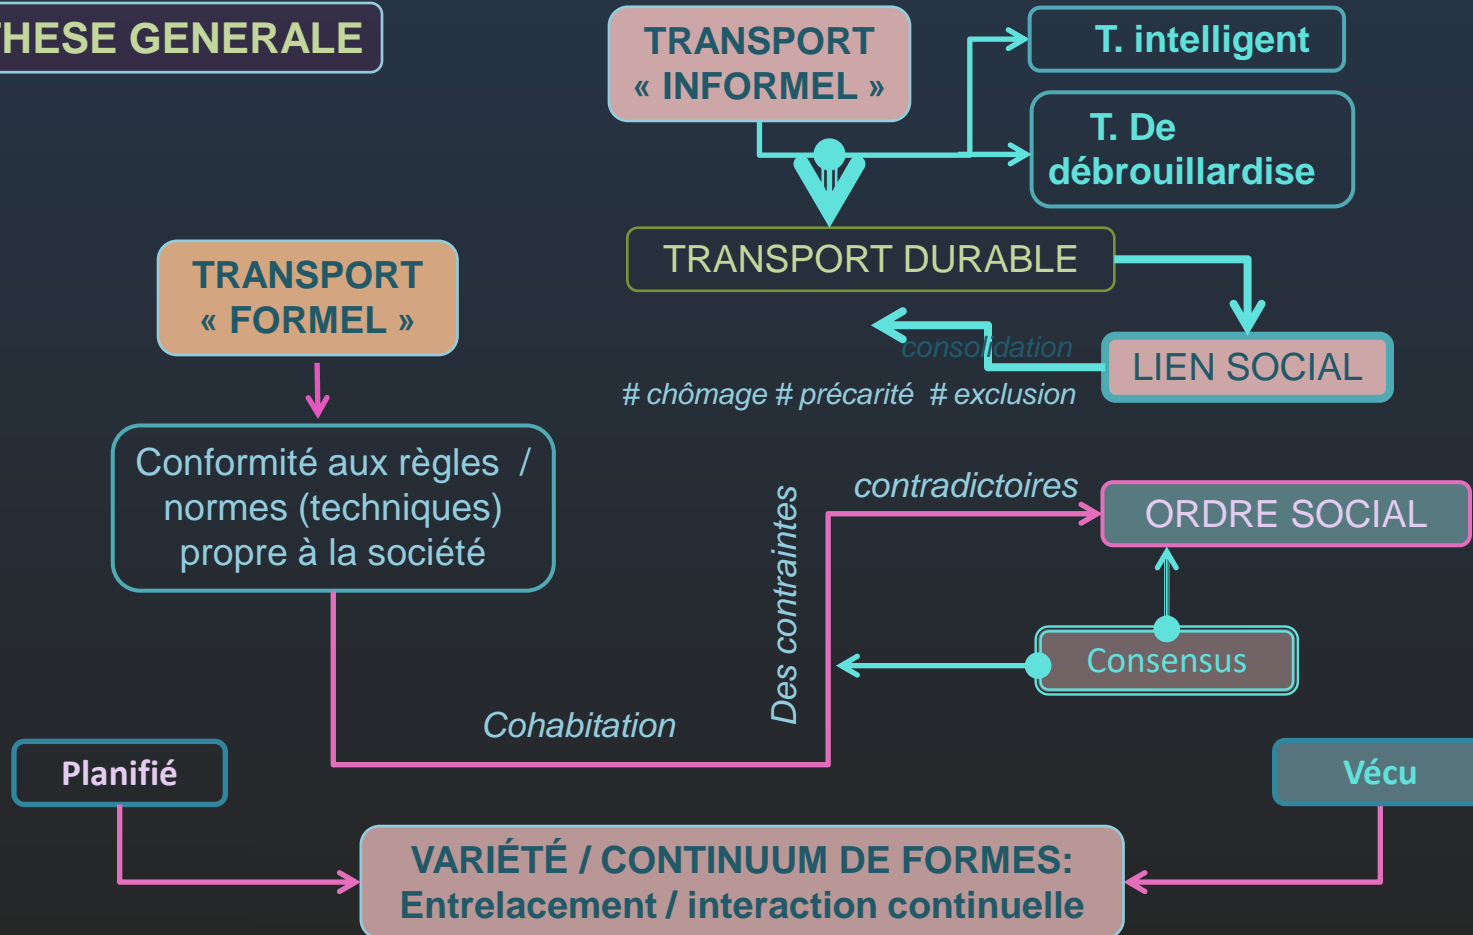 THESE GENERALE
TRANSPORT
« INFORMEL »
T. intelligent
T. De
débrouillardise
TRANSPORT DURABLE
TRANSPORT
« FORMEL »
consolidation
LIEN SOCIAL
# chômage # précarité # exclusion
Conformité aux règles /
normes (techniques)
propre à la société
Des contraintes
contradictoires
ORDRE SOCIAL
Consensus
Cohabitation
Planifié
Vécu
VARIÉTÉ / CONTINUUM DE FORMES:
Entrelacement / interaction continuelle